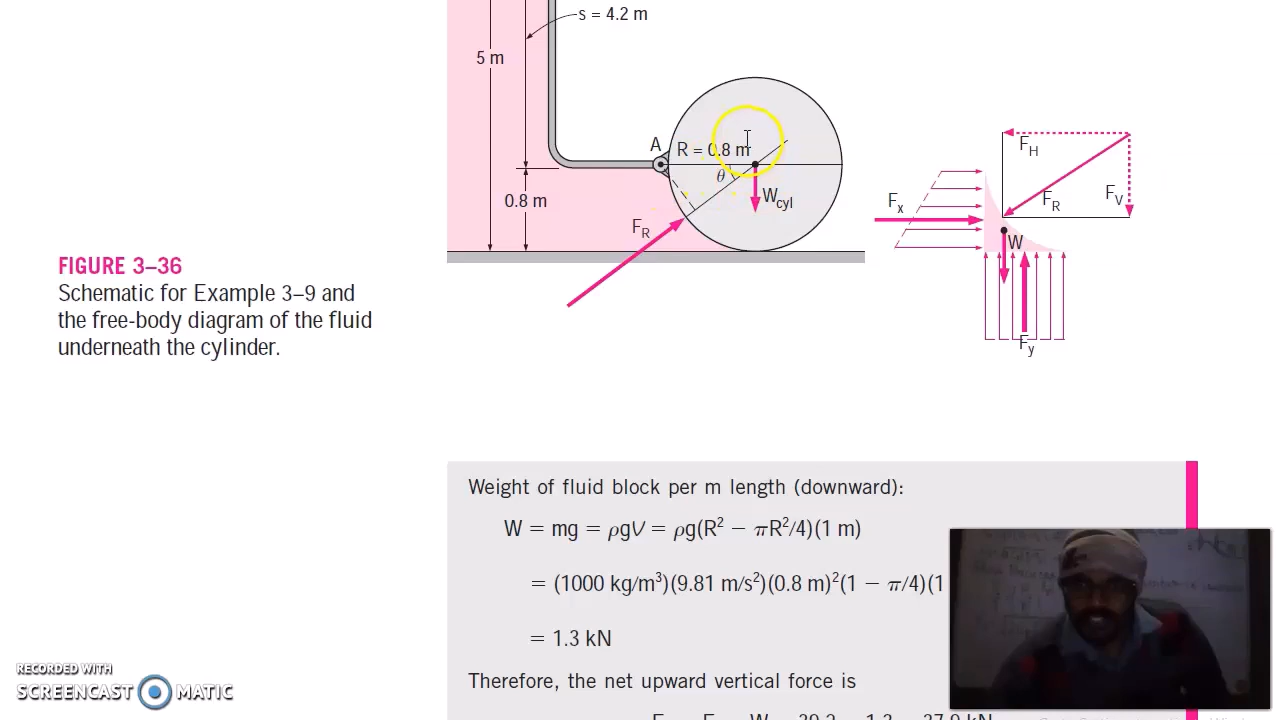 s = 4.2 m
5 m
A
R = 0.8 m
θ
0.8 m
W_cyl
F_R
F_H
F_R
F_V
F_x
W
F_y
FIGURE 3–36
Schematic for Example 3–9 and
the free-body diagram of the fluid
underneath the cylinder.
Weight of fluid block per m length (downward):
W = mg = ρgV = ρg(R² − πR²/4)(1 m)
= (1000 kg/m³)(9.81 m/s²)(0.8 m)²(1 − π/4)(1
= 1.3 kN
Therefore, the net upward vertical force is
RECORDED WITH
SCREENCAST MATIC